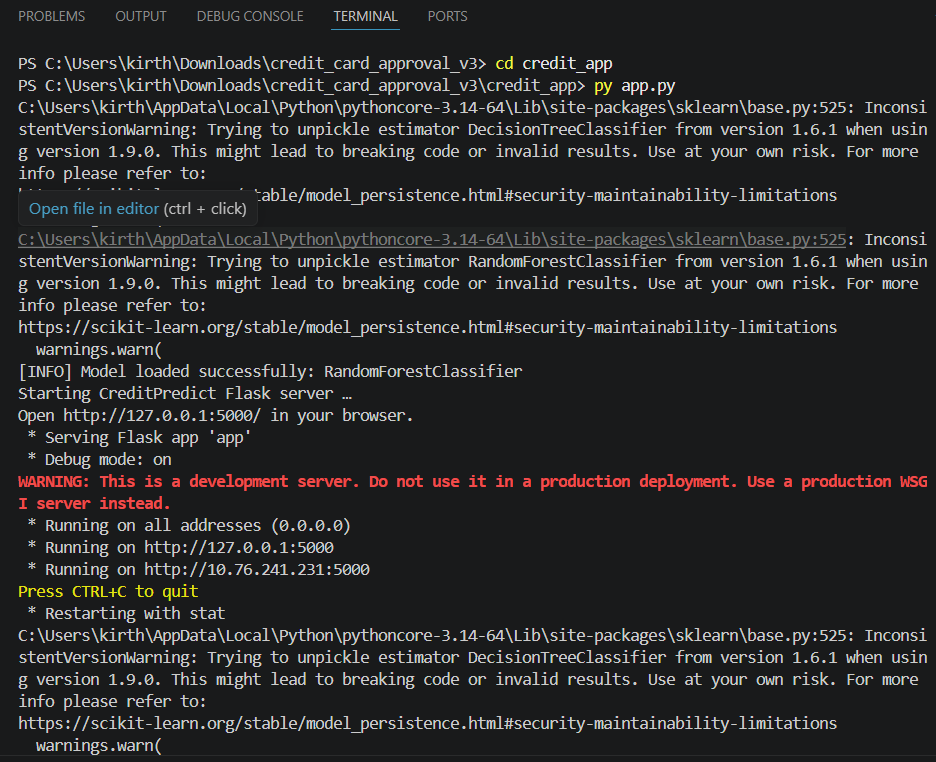 PROBLEMS OUTPUT DEBUG CONSOLE TERMINAL PORTS
PS C:\Users\kirth\Downloads\credit_card_approval_v3> cd credit_app
PS C:\Users\kirth\Downloads\credit_card_approval_v3\credit_app> py app.py
C:\Users\kirth\AppData\Local\Python\pythoncore-3.14-64\Lib\site-packages\sklearn\base.py:525: Inconsi
stentVersionWarning: Trying to unpickle estimator DecisionTreeClassifier from version 1.6.1 when usin
g version 1.9.0. This might lead to breaking code or invalid results. Use at your own risk. For more
info please refer to:
/stable/model_persistence.html#security-maintainability-limitations
Open file in editor (ctrl + click)
C:\Users\kirth\AppData\Local\Python\pythoncore-3.14-64\Lib\site-packages\sklearn\base.py:525: Inconsi
stentVersionWarning: Trying to unpickle estimator RandomForestClassifier from version 1.6.1 when usin
g version 1.9.0. This might lead to breaking code or invalid results. Use at your own risk. For more
info please refer to:
https://scikit-learn.org/stable/model_persistence.html#security-maintainability-limitations
  warnings.warn(
[INFO] Model loaded successfully: RandomForestClassifier
Starting CreditPredict Flask server …
Open http://127.0.0.1:5000/ in your browser.
 * Serving Flask app 'app'
 * Debug mode: on
WARNING: This is a development server. Do not use it in a production deployment. Use a production WSG
I server instead.
 * Running on all addresses (0.0.0.0)
 * Running on http://127.0.0.1:5000
 * Running on http://10.76.241.231:5000
Press CTRL+C to quit
 * Restarting with stat
C:\Users\kirth\AppData\Local\Python\pythoncore-3.14-64\Lib\site-packages\sklearn\base.py:525: Inconsi
stentVersionWarning: Trying to unpickle estimator DecisionTreeClassifier from version 1.6.1 when usin
g version 1.9.0. This might lead to breaking code or invalid results. Use at your own risk. For more
info please refer to:
https://scikit-learn.org/stable/model_persistence.html#security-maintainability-limitations
  warnings.warn(